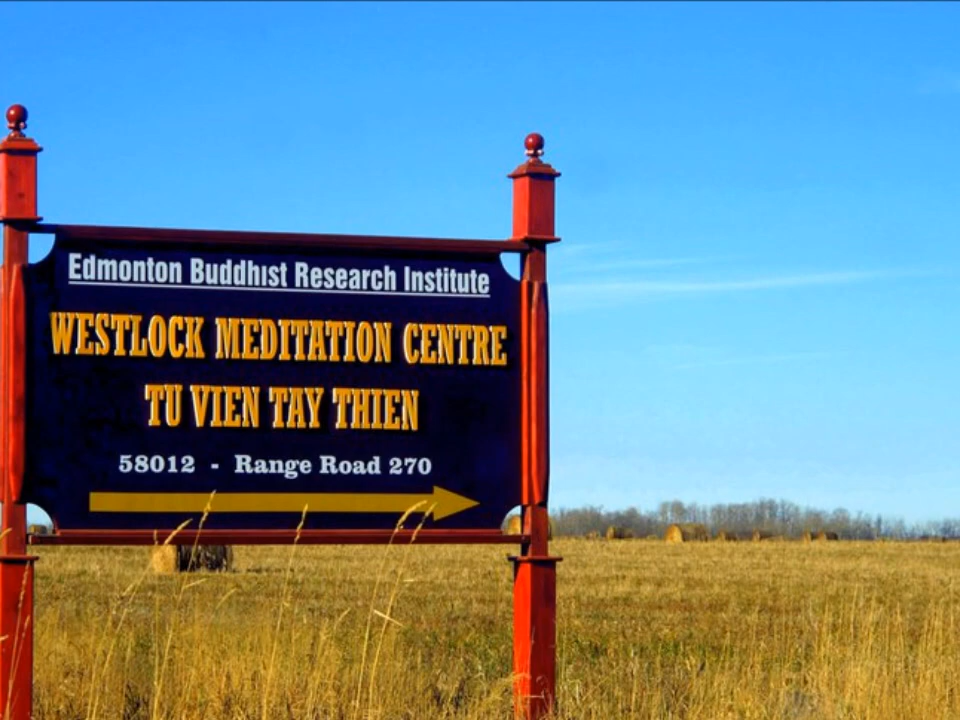 Edmonton Buddhist Research Institute
WESTLOCK MEDITATION CENTRE
TU VIEN TAY THIEN
58012 - Range Road 270